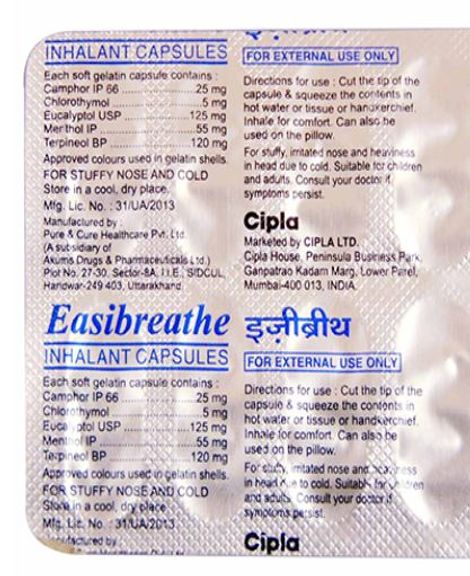 INHALANT CAPSULES
Each soft gelatin capsule contains :
Camphor IP 66 .................... 25 mg
Chlorothymol ........................ 5 mg
Eucalyptol USP .................. 125 mg
Menthol IP ......................... 55 mg
Terpineol BP ..................... 120 mg
Approved colours used in gelatin shells.
FOR STUFFY NOSE AND COLD
Store in a cool, dry place.
Mfg. Lic. No. : 31/UA/2013
Manufactured by :
Pure & Cure Healthcare Pvt. Ltd.
(A subsidiary of
Akums Drugs & Pharmaceuticals Ltd.)
Plot No. 27-30, Sector-8A, I.I.E., SIDCUL,
Haridwar-249 403, Uttarakhand.
FOR EXTERNAL USE ONLY
Directions for use : Cut the tip of the
capsule & squeeze the contents in
hot water or tissue or handkerchief.
Inhale for comfort. Can also be
used on the pillow.
For stuffy, irritated nose and heaviness
in head due to cold. Suitable for children
and adults. Consult your doctor if
symptoms persist.
Cipla
Marketed by CIPLA LTD.
Cipla House, Peninsula Business Park,
Ganpatrao Kadam Marg, Lower Parel,
Mumbai-400 013, INDIA.
Easibreathe इज़ीब्रीथ
INHALANT CAPSULES
Each soft gelatin capsule contains :
Camphor IP 66 .................... 25 mg
Chlorothymol ........................ 5 mg
Eucalyptol USP .................. 125 mg
Menthol IP ......................... 55 mg
Terpineol BP ..................... 120 mg
Approved colours used in gelatin shells.
FOR STUFFY NOSE AND COLD
Store in a cool, dry place.
Mfg. Lic. No. : 31/UA/2013
FOR EXTERNAL USE ONLY
Directions for use : Cut the tip of the
capsule & squeeze the contents in
hot water or tissue or handkerchief.
Inhale for comfort. Can also be
used on the pillow.
For stuffy, irritated nose and heaviness
in head due to cold. Suitable for children
and adults. Consult your doctor if
symptoms persist.
Cipla